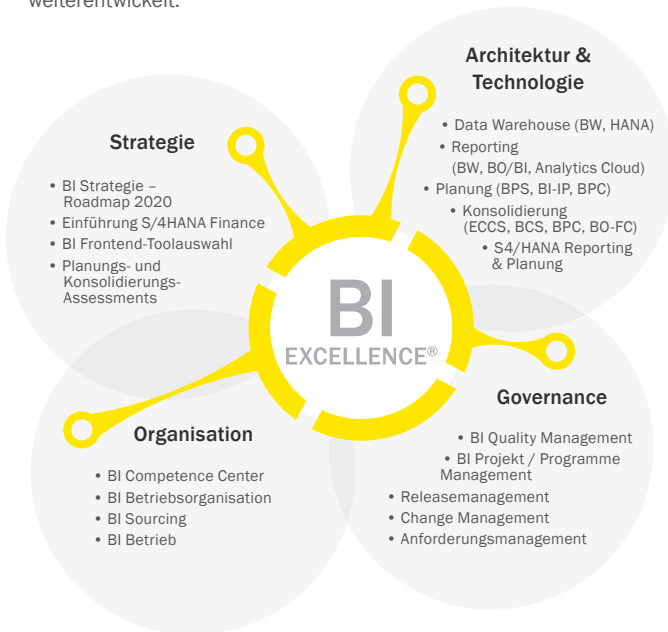 weiterentwickelt.
Architektur &
Technologie
• Data Warehouse (BW, HANA)
• Reporting
(BW, BO/BI, Analytics Cloud)
• Planung (BPS, BI-IP, BPC)
• Konsolidierung
(ECCS, BCS, BPC, BO-FC)
• S4/HANA Reporting
& Planung
Strategie
• BI Strategie –
Roadmap 2020
• Einführung S/4HANA Finance
• BI Frontend-Toolauswahl
• Planungs- und
Konsolidierungs-
Assessments
BI
EXCELLENCE®
Governance
• BI Quality Management
• BI Projekt / Programme
Management
• Releasemanagement
• Change Management
• Anforderungsmanagement
Organisation
• BI Competence Center
• BI Betriebsorganisation
• BI Sourcing
• BI Betrieb